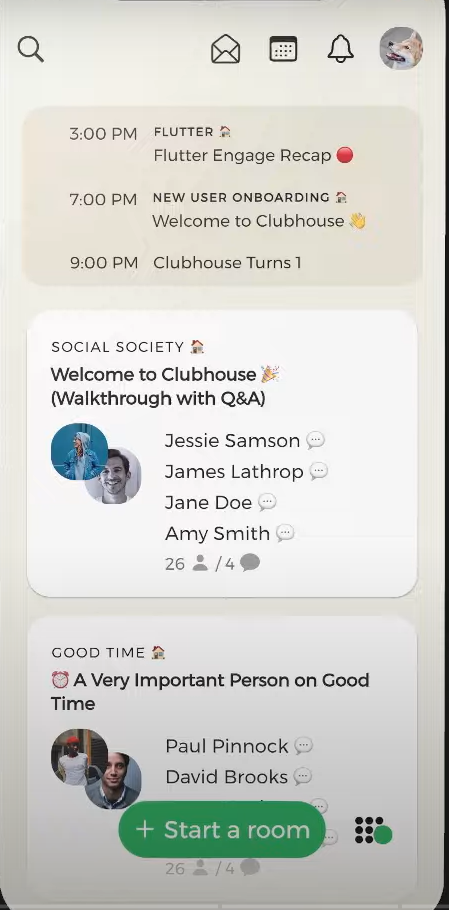 3:00 PM FLUTTER 🏠
Flutter Engage Recap 🔴
7:00 PM NEW USER ONBOARDING 🏠
Welcome to Clubhouse 👋
9:00 PM Clubhouse Turns 1
SOCIAL SOCIETY 🏠
Welcome to Clubhouse 🎉
(Walkthrough with Q&A)
Jessie Samson 💬
James Lathrop 💬
Jane Doe 💬
Amy Smith 💬
26 / 4
GOOD TIME 🏠
⏰ A Very Important Person on Good
Time
Paul Pinnock 💬
David Brooks 💬
+ Start a room
26 / 4